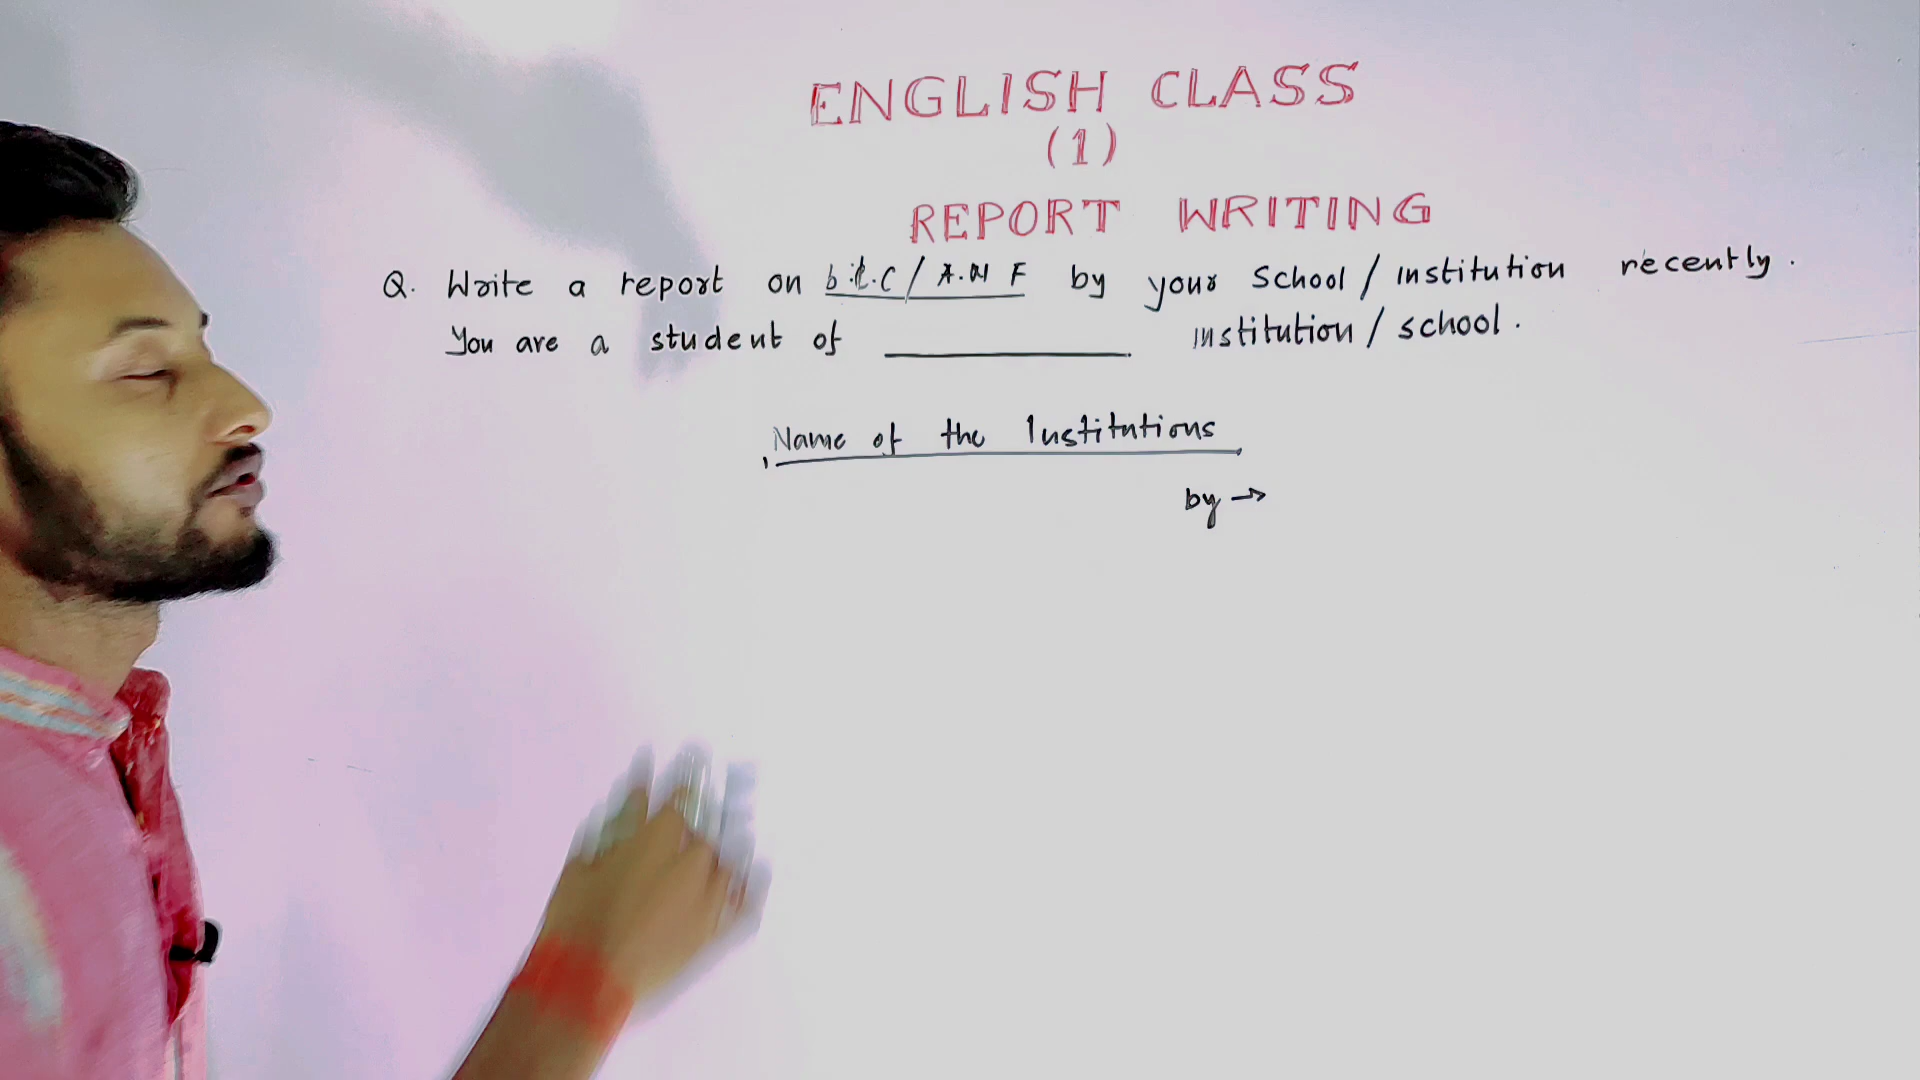 ENGLISH CLASS
(1)
REPORT WRITING
Q. Write a report on / A.M F by your School / institution recently.
You are a student of ____________ institution / school.
Name of the Institutions
by →